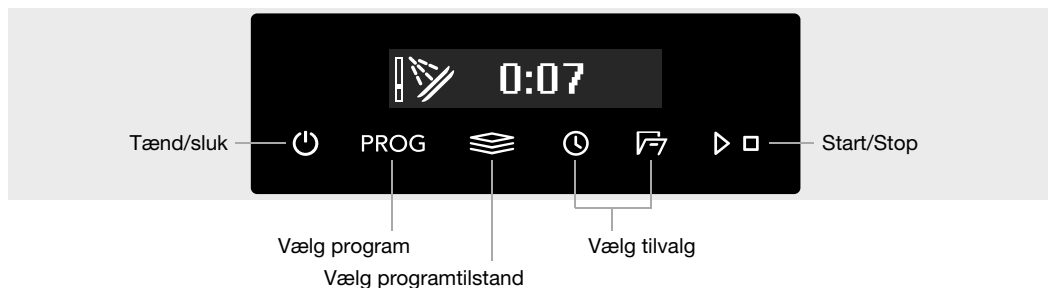 0:07
Tænd/sluk
PROG
Start/Stop
Vælg program
Vælg tilvalg
Vælg programtilstand